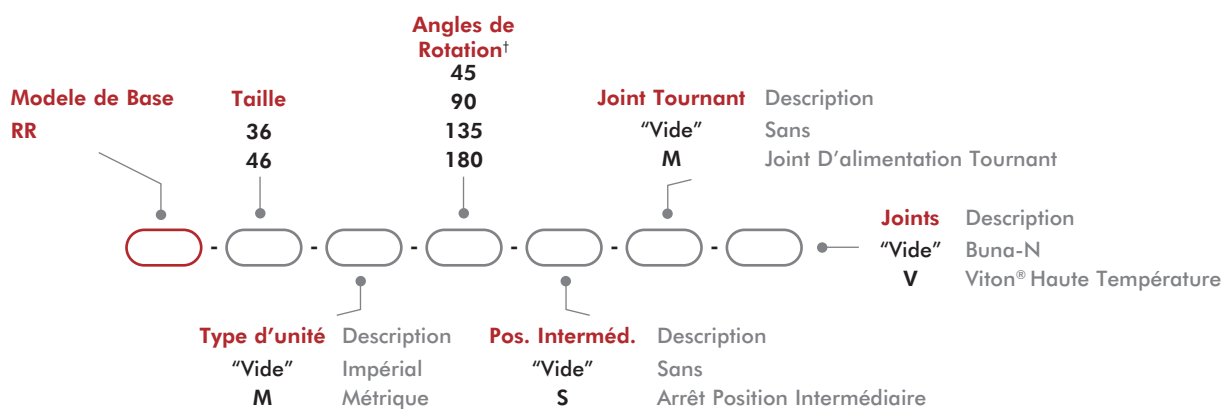 Angles de
Rotation†
45
90
135
180
Modele de Base
RR
Taille
36
46
Joint Tournant Description
“Vide” Sans
M Joint D’alimentation Tournant
- - - - - -
Joints Description
“Vide” Buna-N
V Viton® Haute Température
Type d’unité Description
“Vide” Impérial
M Métrique
Pos. Interméd. Description
“Vide” Sans
S Arrêt Position Intermédiaire